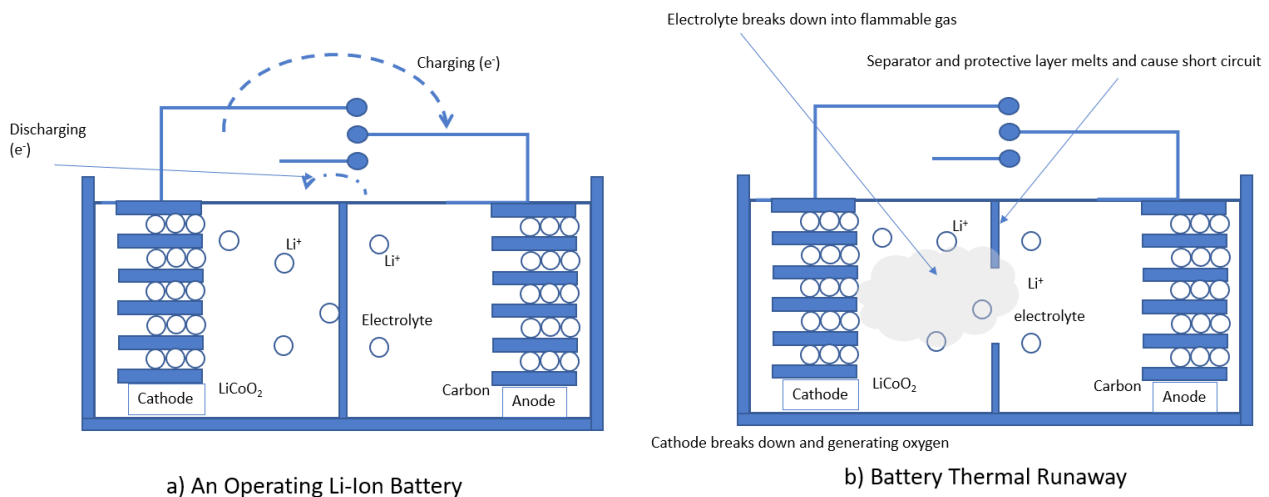 Charging (e-)
Discharging
(e-)
Li+
Li+
Electrolyte
LiCoO2
Cathode
Carbon
Anode
a) An Operating Li-Ion Battery
Electrolyte breaks down into flammable gas
Separator and protective layer melts and cause short circuit
Li+
Li+
electrolyte
LiCoO2
Cathode
Carbon
Anode
Cathode breaks down and generating oxygen
b) Battery Thermal Runaway